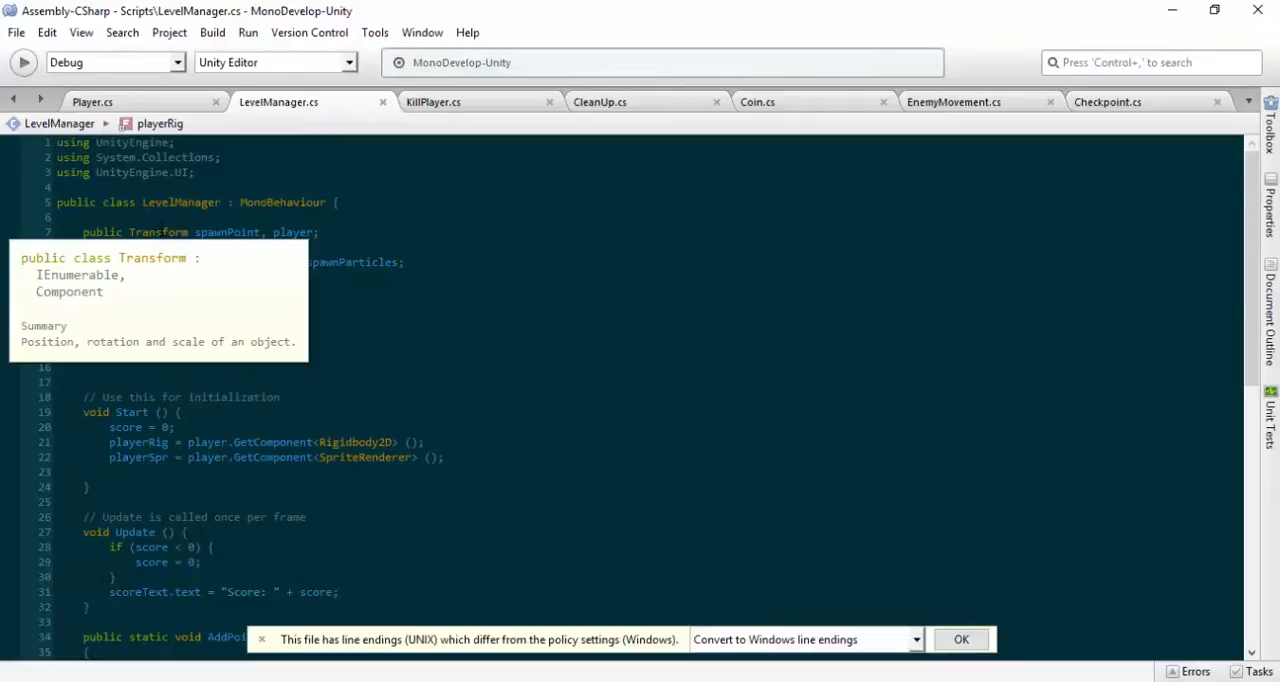 Assembly-CSharp - Scripts\LevelManager.cs - MonoDevelop-Unity
File Edit View Search Project Build Run Version Control Tools Window Help
Debug Unity Editor MonoDevelop-Unity Press 'Control+,' to search
Player.cs LevelManager.cs KillPlayer.cs CleanUp.cs Coin.cs EnemyMovement.cs Checkpoint.cs
LevelManager playerRig
1 using UnityEngine;
2 using System.Collections;
3 using UnityEngine.UI;
4
5 public class LevelManager : MonoBehaviour {
6
7 public Transform spawnPoint, player;
spawnParticles;
public class Transform :
IEnumerable,
Component
Summary
Position, rotation and scale of an object.
16
17
18 // Use this for initialization
19 void Start () {
20 score = 0;
21 playerRig = player.GetComponent<Rigidbody2D> ();
22 playerSpr = player.GetComponent<SpriteRenderer> ();
23
24 }
25
26 // Update is called once per frame
27 void Update () {
28 if (score < 0) {
29 score = 0;
30 }
31 scoreText.text = "Score: " + score;
32 }
33
34 public static void AddPoi
35 {
This file has line endings (UNIX) which differ from the policy settings (Windows). Convert to Windows line endings OK
Toolbox
Properties
Document Outline
Unit Tests
Errors Tasks